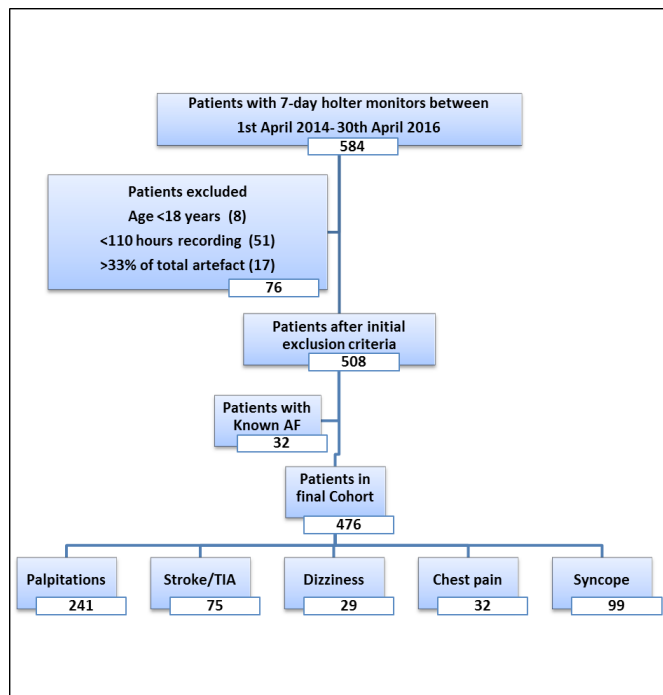 Patients with 7-day holter monitors between
1st April 2014- 30th April 2016
584
Patients excluded
Age <18 years (8)
<110 hours recording (51)
>33% of total artefact (17)
76
Patients after initial
exclusion criteria
508
Patients with
Known AF
32
Patients in
final Cohort
476
Palpitations
241
Stroke/TIA
75
Dizziness
29
Chest pain
32
Syncope
99